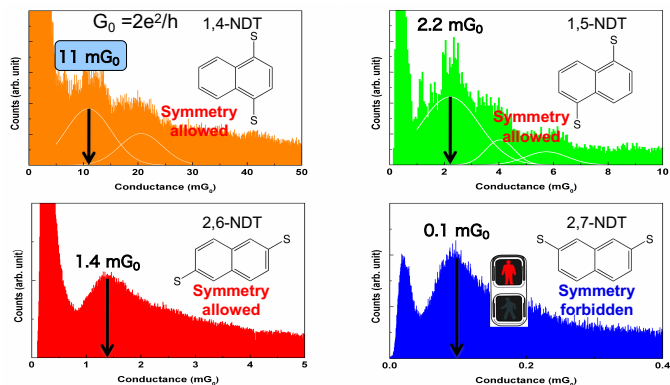 G₀ =2e²/h
1,4-NDT
11 mG₀
S
S
Symmetry
allowed
Counts (arb. unit)
0 10 20 30 40 50
Conductance (mG₀)
2.2 mG₀
1,5-NDT
S
S
Symmetry
allowed
Counts (arb. unit)
0 2 4 6 8 10
Conductance (mG₀)
2,6-NDT
1.4 mG₀
S
S
Symmetry
allowed
Counts (arb. unit)
0 1 2 3 4 5
Conductance (mG₀)
2,7-NDT
0.1 mG₀
S S
Symmetry
forbidden
Counts (arb. unit)
0.0 0.2 0.4
Conductance (mG₀)